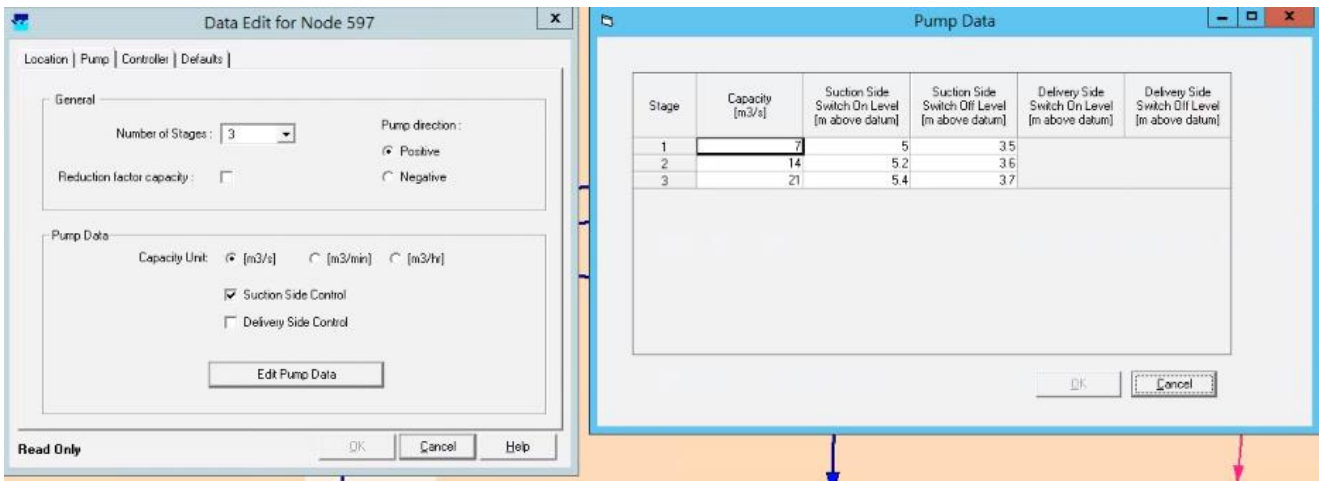 Data Edit for Node 597
x
Location | Pump | Controller | Defaults |
General
Number of Stages : 3
Pump direction :
Positive
Reduction factor capacity :
Negative
Pump Data
Capacity Unit: [m3/s] [m3/min] [m3/hr]
Suction Side Control
Delivery Side Control
Edit Pump Data
Read Only
OK Cancel Help
Pump Data
x
Stage
Capacity
[m3/s]
Suction Side
Switch On Level
[m above datum]
Suction Side
Switch Off Level
[m above datum]
Delivery Side
Switch On Level
[m above datum]
Delivery Side
Switch Off Level
[m above datum]
1 7 5 3.5
2 14 5.2 3.6
3 21 5.4 3.7
OK Cancel